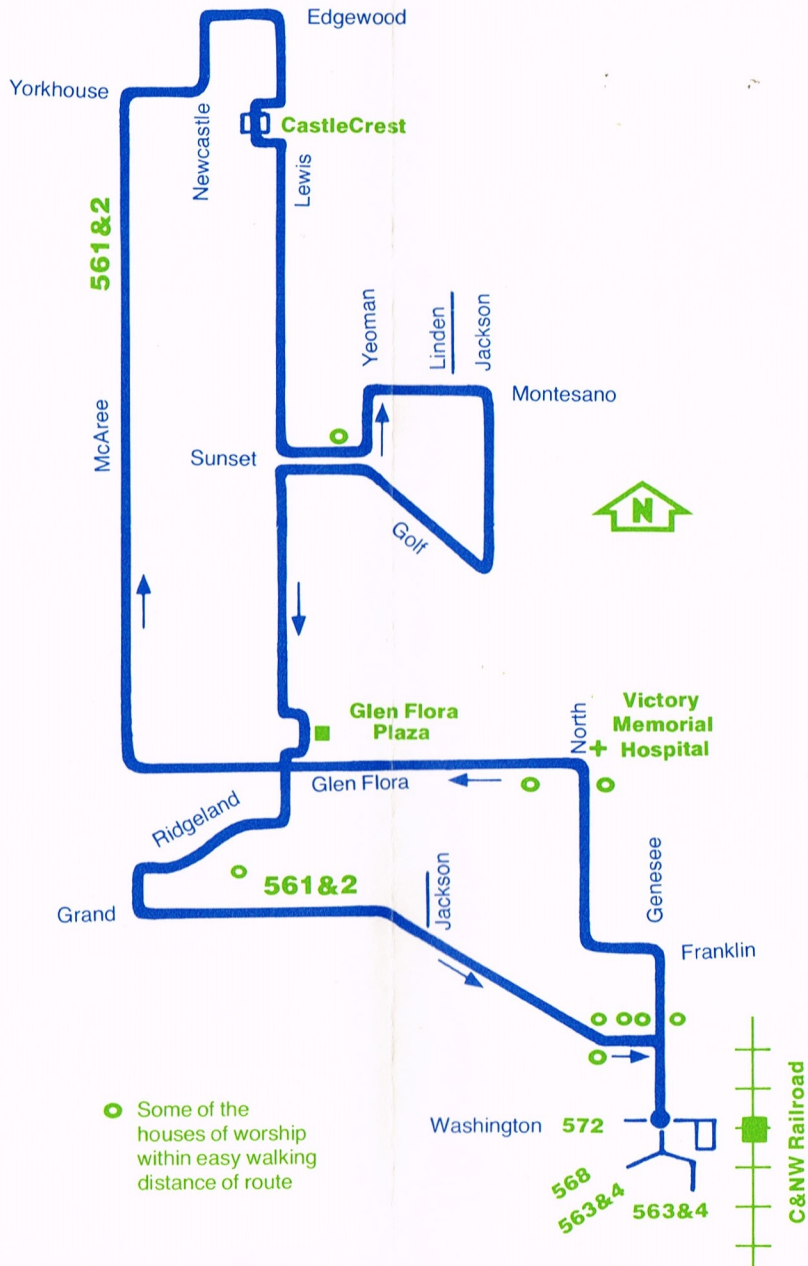 Edgewood
Yorkhouse
Newcastle
CastleCrest
Lewis
561&2
Yeoman
Linden
Jackson
Montesano
McAree
Sunset
N
Golf
Glen Flora
Plaza
North
Victory
Memorial
Hospital
Glen Flora
Ridgeland
561&2
Jackson
Genesee
Grand
Franklin
Some of the
houses of worship
within easy walking
distance of route
Washington
572
568
563&4
563&4
C&NW Railroad